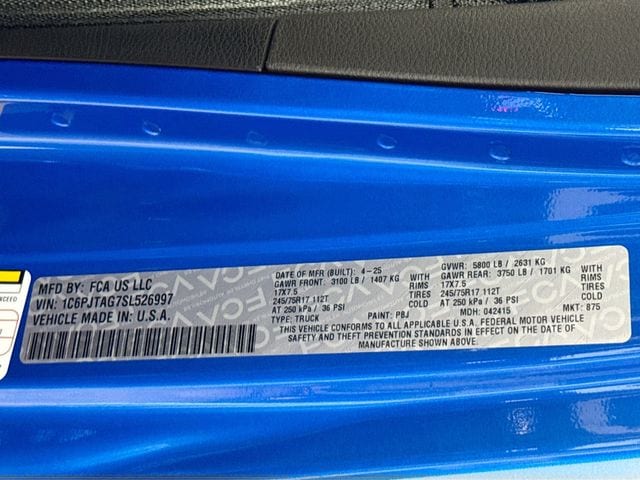 XCEED
MFD BY: FCA US LLC
VIN: 1C6PJTAG7SL526997
VEHICLE MADE IN: U.S.A.
DATE OF MFR (BUILT): 4-25
GAWR FRONT: 3100 LB / 1407 KG
WITH TIRES RIMS
17X7.5
245/75R17 112T
AT 250 kPa / 36 PSI
TYPE: TRUCK
PAINT: PBJ
GVWR: 5800 LB / 2631 KG
GAWR REAR: 3750 LB / 1701 KG
WITH TIRES RIMS
17X7.5
245/75R17 112T
AT 250 kPa / 36 PSI
MDH: 042415
MKT: 875
CONFORMS TO ALL APPLICABLE U.S.A. FEDERAL MOTOR VEHICLE
SAFETY AND THEFT PREVENTION STANDARDS IN EFFECT ON THE DATE OF
MANUFACTURE SHOWN ABOVE.